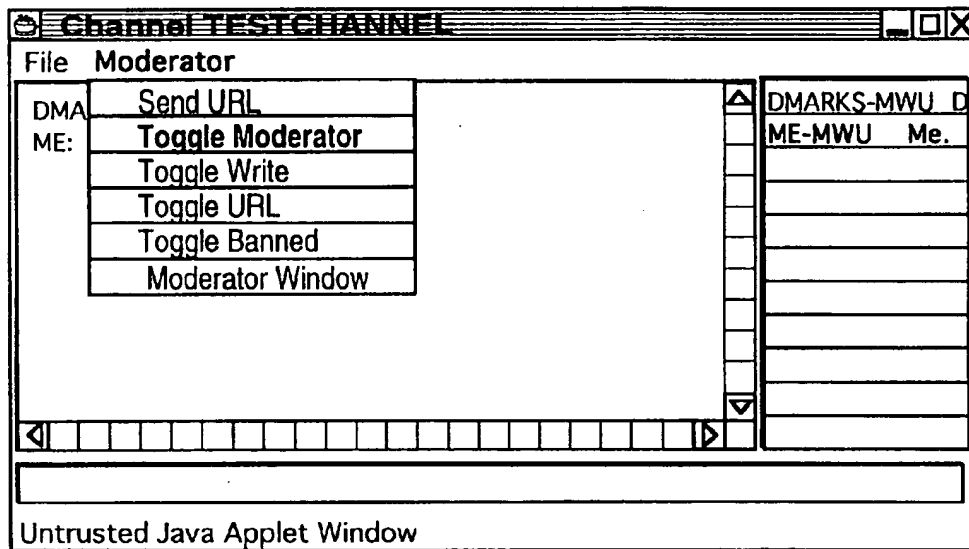 Channel TESTCHANNEL
File Moderator
DMA
ME:
Send URL
Toggle Moderator
Toggle Write
Toggle URL
Toggle Banned
Moderator Window
DMARKS-MWU D
ME-MWU Me.
Untrusted Java Applet Window